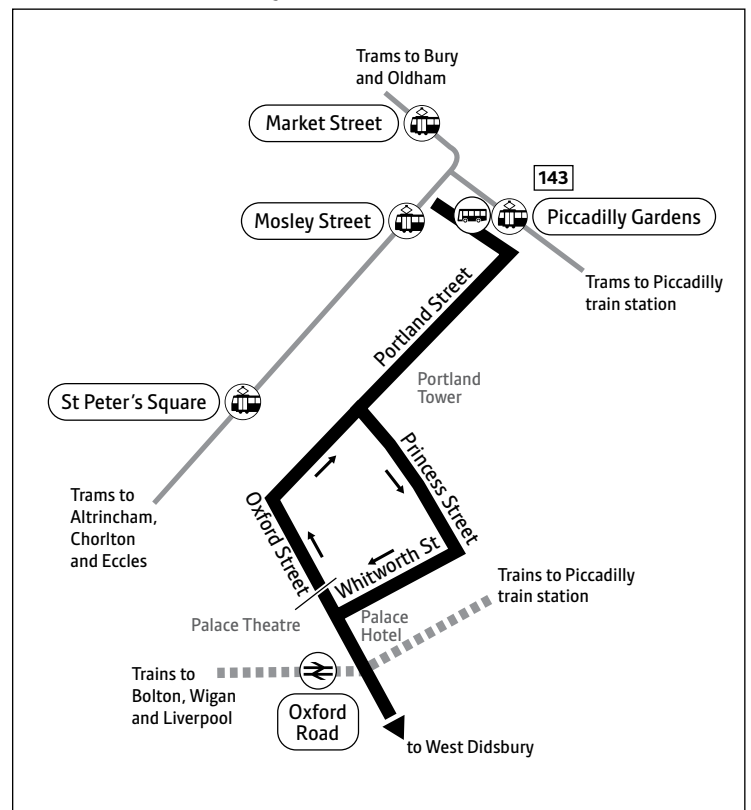 Trams to Bury
and Oldham
Market Street
143
Mosley Street
Piccadilly Gardens
Trams to Piccadilly
train station
Portland Street
Portland
Tower
St Peter's Square
Princess Street
Trams to
Altrincham,
Chorlton
and Eccles
Oxford Street
Whitworth St
Trains to Piccadilly
train station
Palace Theatre
Palace
Hotel
Trains to
Bolton, Wigan
and Liverpool
Oxford
Road
to West Didsbury